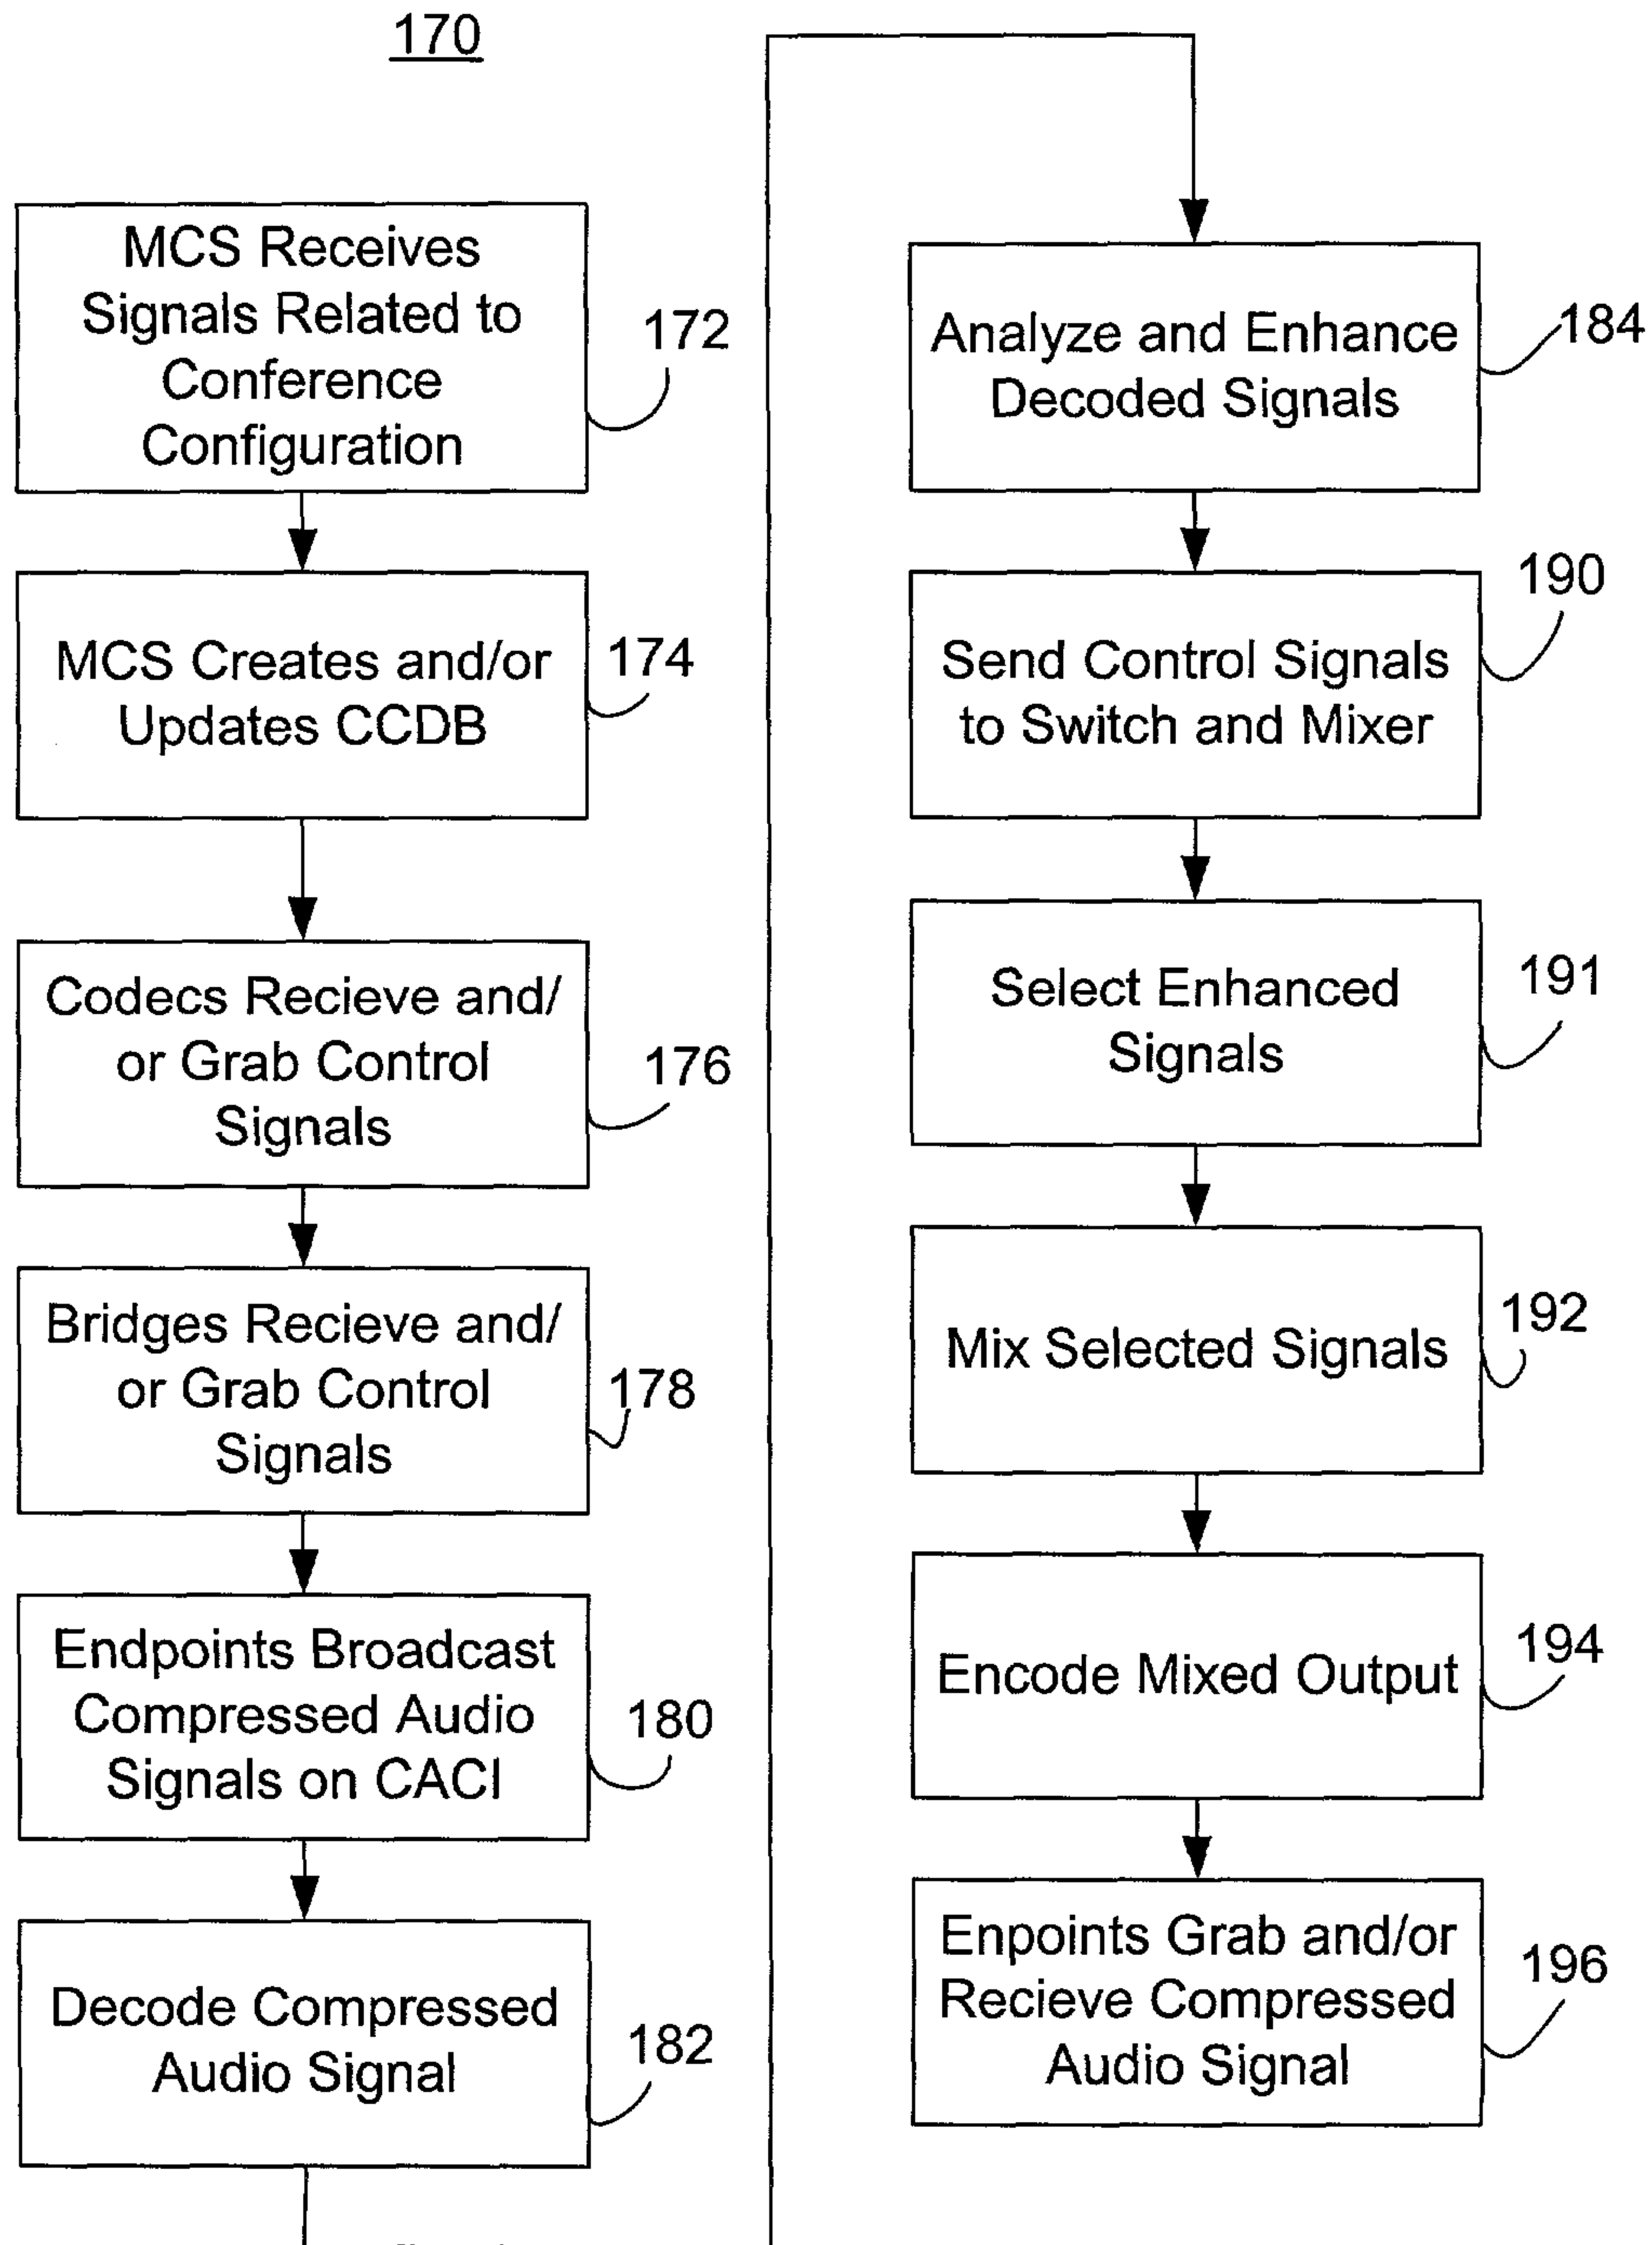 170
MCS Receives
Signals Related to
Conference
Configuration
172
MCS Creates and/or
Updates CCDB
174
Codecs Recieve and/
or Grab Control
Signals
176
Bridges Recieve and/
or Grab Control
Signals
178
Endpoints Broadcast
Compressed Audio
Signals on CACI
180
Decode Compressed
Audio Signal
182
Analyze and Enhance
Decoded Signals
184
Send Control Signals
to Switch and Mixer
190
Select Enhanced
Signals
191
Mix Selected Signals
192
Encode Mixed Output
194
Enpoints Grab and/or
Recieve Compressed
Audio Signal
196